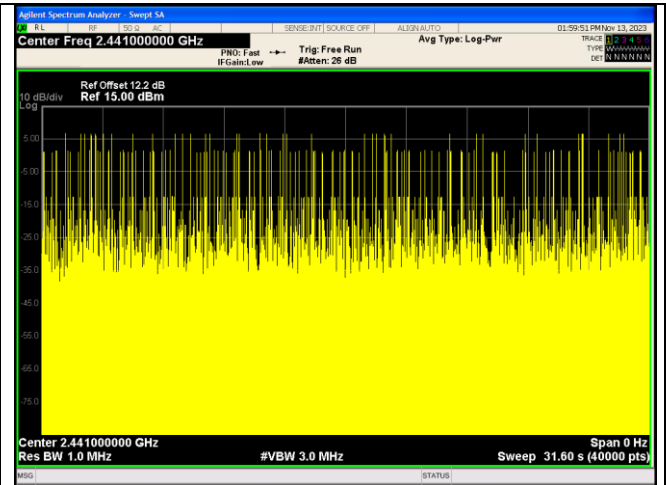 Agilent Spectrum Analyzer - Swept SA
RL RF 50 Ω AC SENSE:INT SOURCE OFF ALIGN AUTO 01:59:51 PM Nov 13, 2023
Center Freq 2.441000000 GHz
PNO: Fast
IFGain:Low
Trig: Free Run
#Atten: 26 dB
Avg Type: Log-Pwr
TRACE 1 2 3 4 5 6
TYPE W
DET N N N N N N
Ref Offset 12.2 dB
10 dB/div Ref 15.00 dBm
Log
5.00
-5.00
-15.0
-25.0
-35.0
-45.0
-55.0
-65.0
-75.0
Center 2.441000000 GHz Span 0 Hz
Res BW 1.0 MHz #VBW 3.0 MHz Sweep 31.60 s (40000 pts)
MSG STATUS